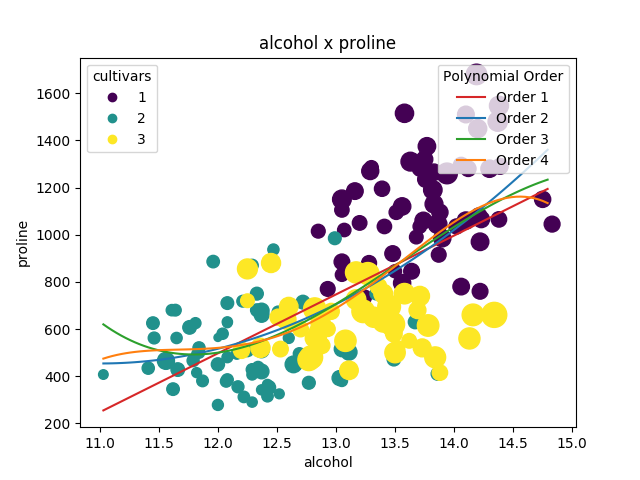 alcohol x proline
cultivars
1
2
3
Polynomial Order
Order 1
Order 2
Order 3
Order 4
proline
1600
1400
1200
1000
800
600
400
200
11.0 11.5 12.0 12.5 13.0 13.5 14.0 14.5 15.0
alcohol